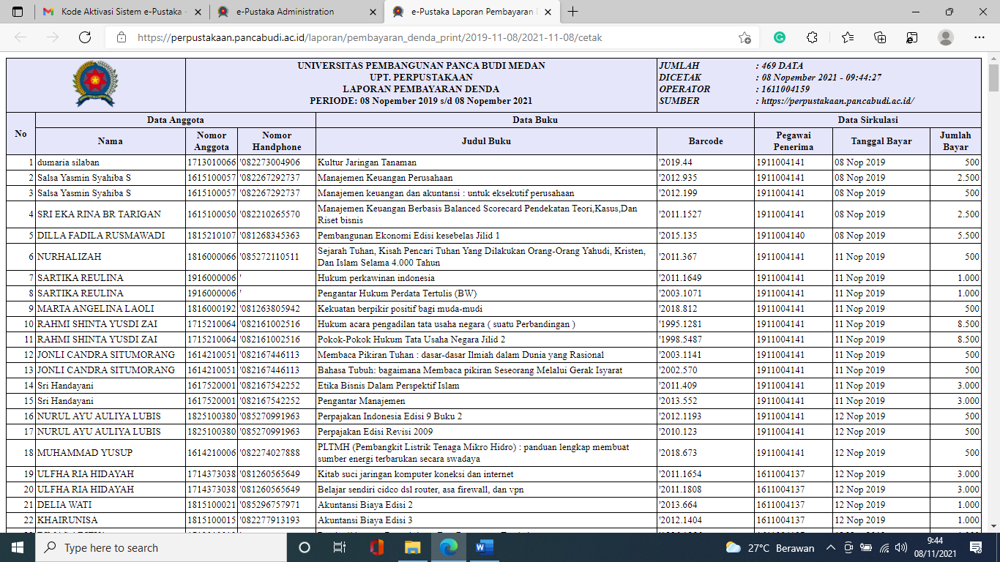 Kode Aktivasi Sistem e-Pustaka -
e-Pustaka Administration
e-Pustaka Laporan Pembayaran
https://perpustakaan.pancabudi.ac.id/laporan/pembayaran_denda_print/2019-11-08/2021-11-08/cetak
UNIVERSITAS PEMBANGUNAN PANCA BUDI MEDAN
UPT. PERPUSTAKAAN
LAPORAN PEMBAYARAN DENDA
PERIODE: 08 Nopember 2019 s/d 08 Nopember 2021
JUMLAH : 469 DATA
DICETAK : 08 Nopember 2021 - 09:44:27
OPERATOR : 1611004159
SUMBER : https://perpustakaan.pancabudi.ac.id/
No Data Anggota Data Buku Data Sirkulasi
Nama Nomor Anggota Nomor Handphone Judul Buku Barcode Pegawai Penerima Tanggal Bayar Jumlah Bayar
1 dumaria silaban 1713010066 '082273004906 Kultur Jaringan Tanaman '2019.44 1911004141 08 Nop 2019 500
2 Salsa Yasmin Syahiba S 1615100057 '082267292737 Manajemen Keuangan Perusahaan '2012.935 1911004141 08 Nop 2019 2.500
3 Salsa Yasmin Syahiba S 1615100057 '082267292737 Manajemen keuangan dan akuntansi : untuk eksekutif perusahaan '2012.199 1911004141 08 Nop 2019 500
4 SRI EKA RINA BR TARIGAN 1615100050 '082210265570 Manajemen Keuangan Berbasis Balanced Scorecard Pendekatan Teori,Kasus,Dan
Riset bisnis '2011.1527 1911004141 08 Nop 2019 2.500
5 DILLA FADILA RUSMAWADI 1815210107 '081268345363 Pembangunan Ekonomi Edisi kesebelas Jilid 1 '2015.135 1911004140 08 Nop 2019 5.500
6 NURHALIZAH 1816000066 '085272110511 Sejarah Tuhan, Kisah Pencari Tuhan Yang Dilakukan Orang-Orang Yahudi, Kristen,
Dan Islam Selama 4.000 Tahun '2011.367 1911004141 11 Nop 2019 500
7 SARTIKA REULINA 1916000006 ' Hukum perkawinan indonesia '2011.1649 1911004141 11 Nop 2019 1.000
8 SARTIKA REULINA 1916000006 ' Pengantar Hukum Perdata Tertulis (BW) '2003.1071 1911004141 11 Nop 2019 1.000
9 MARTA ANGELINA LAOLI 1816000192 '081263805942 Kekuatan berpikir positif bagi muda-mudi '2018.812 1911004141 11 Nop 2019 500
10 RAHMI SHINTA YUSDI ZAI 1715210064 '082161002516 Hukum acara pengadilan tata usaha negara ( suatu Perbandingan ) '1995.1281 1911004141 11 Nop 2019 8.500
11 RAHMI SHINTA YUSDI ZAI 1715210064 '082161002516 Pokok-Pokok Hukum Tata Usaha Negara Jilid 2 '1998.5487 1911004141 11 Nop 2019 8.500
12 JONLI CANDRA SITUMORANG 1614210051 '082167446113 Membaca Pikiran Tuhan : dasar-dasar Ilmiah dalam Dunia yang Rasional '2003.1141 1911004141 11 Nop 2019 500
13 JONLI CANDRA SITUMORANG 1614210051 '082167446113 Bahasa Tubuh: bagaimana Membaca pikiran Seseorang Melalui Gerak Isyarat '2002.570 1911004141 11 Nop 2019 500
14 Sri Handayani 1617520001 '082167542252 Etika Bisnis Dalam Perspektif Islam '2011.409 1911004141 11 Nop 2019 3.000
15 Sri Handayani 1617520001 '082167542252 Pengantar Manajemen '2013.552 1911004141 11 Nop 2019 3.000
16 NURUL AYU AULIYA LUBIS 1825100380 '085270991963 Perpajakan Indonesia Edisi 9 Buku 2 '2012.1193 1911004141 12 Nop 2019 500
17 NURUL AYU AULIYA LUBIS 1825100380 '085270991963 Perpajakan Edisi Revisi 2009 '2010.123 1911004141 12 Nop 2019 500
18 MUHAMMAD YUSUP 1614210006 '082274027888 PLTMH (Pembangkit Listrik Tenaga Mikro Hidro) : panduan lengkap membuat
sumber energi terbarukan secara swadaya '2018.673 1911004141 12 Nop 2019 500
19 ULFHA RIA HIDAYAH 1714373038 '081260565649 Kitab suci jaringan komputer koneksi dan internet '2011.1654 1611004137 12 Nop 2019 3.000
20 ULFHA RIA HIDAYAH 1714373038 '081260565649 Belajar sendiri cidco dsl router, asa firewall, dan vpn '2011.1808 1611004137 12 Nop 2019 3.000
21 DELIA WATI 1815100021 '085296757971 Akuntansi Biaya Edisi 2 '2013.664 1611004137 12 Nop 2019 1.000
22 KHAIRUNISA 1815100015 '082277913193 Akuntansi Biaya Edisi 3 '2012.1404 1611004137 12 Nop 2019 1.000
Type here to search
27°C Berawan
9:44
08/11/2021